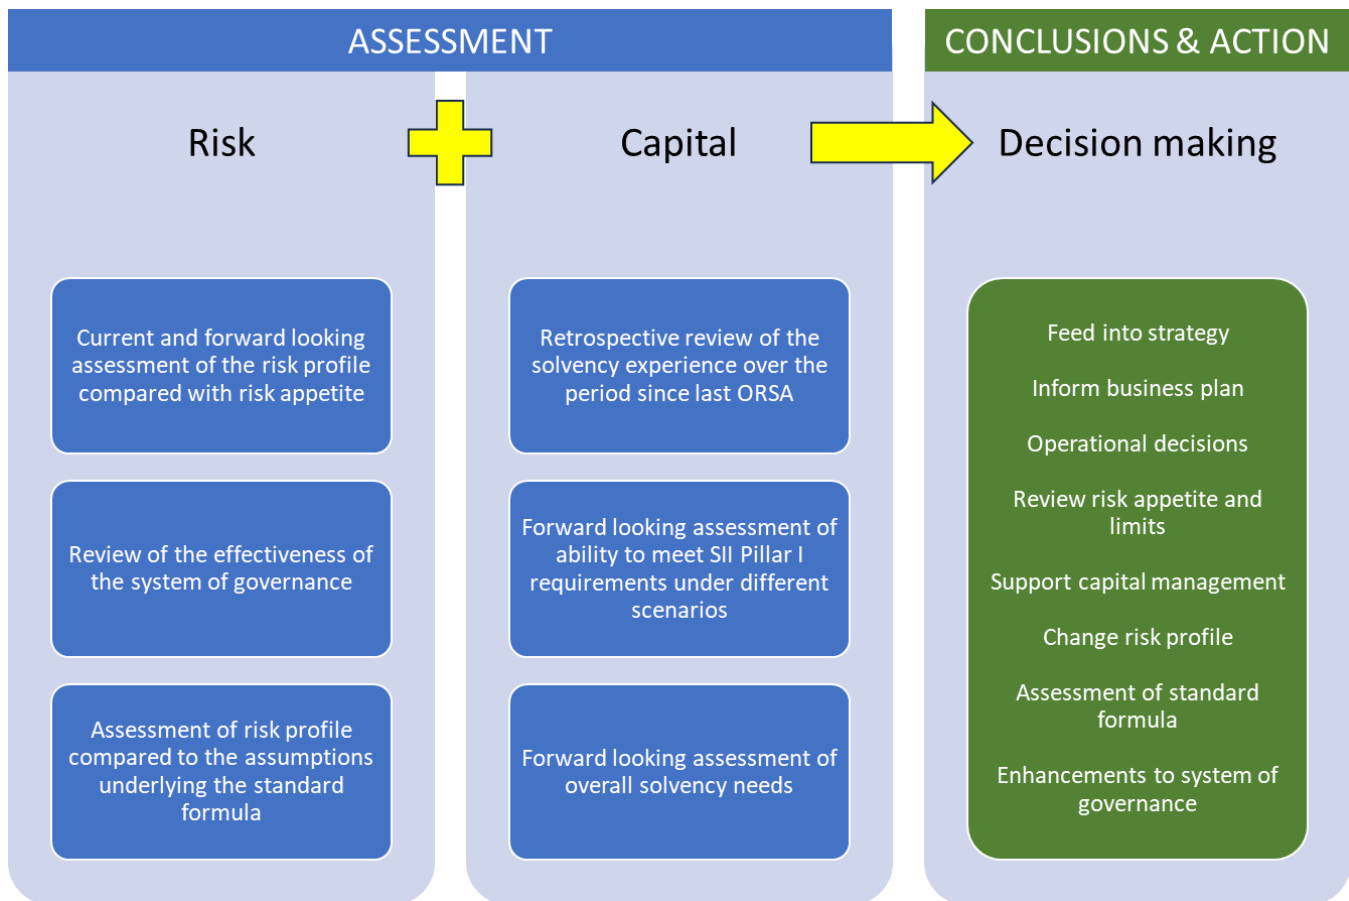 ASSESSMENT
CONCLUSIONS & ACTION
Risk
Capital
Decision making
Current and forward looking
assessment of the risk profile
compared with risk appetite
Review of the effectiveness of
the system of governance
Assessment of risk profile
compared to the assumptions
underlying the standard
formula
Retrospective review of the
solvency experience over the
period since last ORSA
Forward looking assessment of
ability to meet SII Pillar I
requirements under different
scenarios
Forward looking assessment of
overall solvency needs
Feed into strategy
Inform business plan
Operational decisions
Review risk appetite and
limits
Support capital management
Change risk profile
Assessment of standard
formula
Enhancements to system of
governance